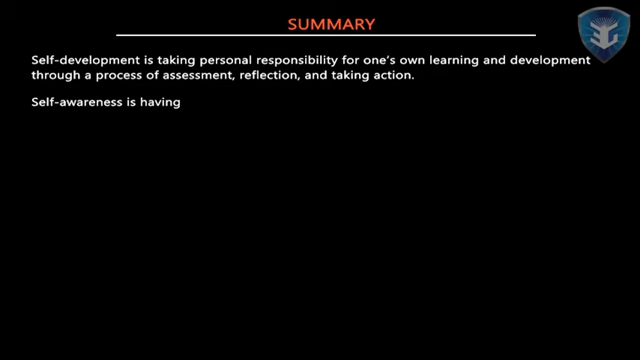 SUMMARY
Self-development is taking personal responsibility for one's own learning and development
through a process of assessment, reflection, and taking action.
Self-awareness is having